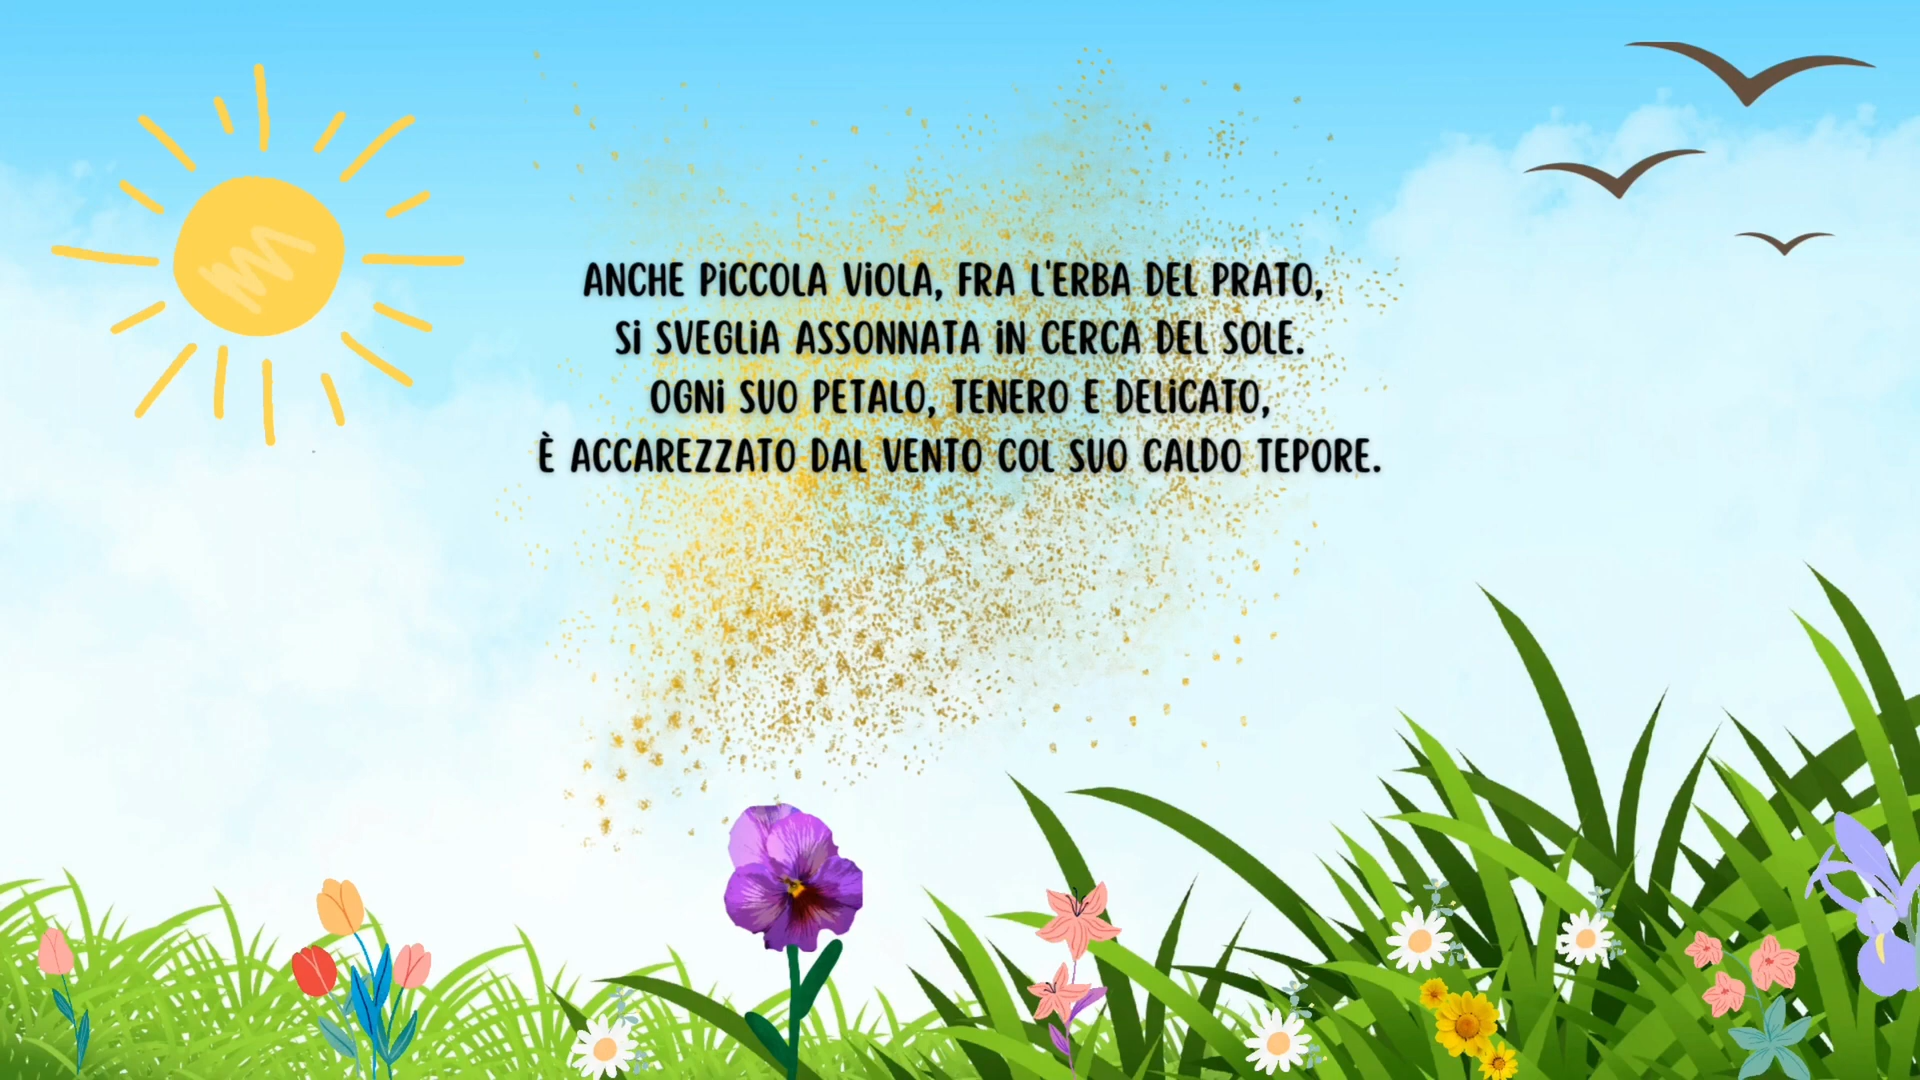 ANCHE PiCCOLA ViOLA, FRA L'ERBA DEL PRATO,
Si SVEGLiA ASSONNATA iN CERCA DEL SOLE.
OGNi SUO PETALO, TENERO E DELiCATO,
È ACCAREZZATO DAL VENTO COL SUO CALDO TEPORE.